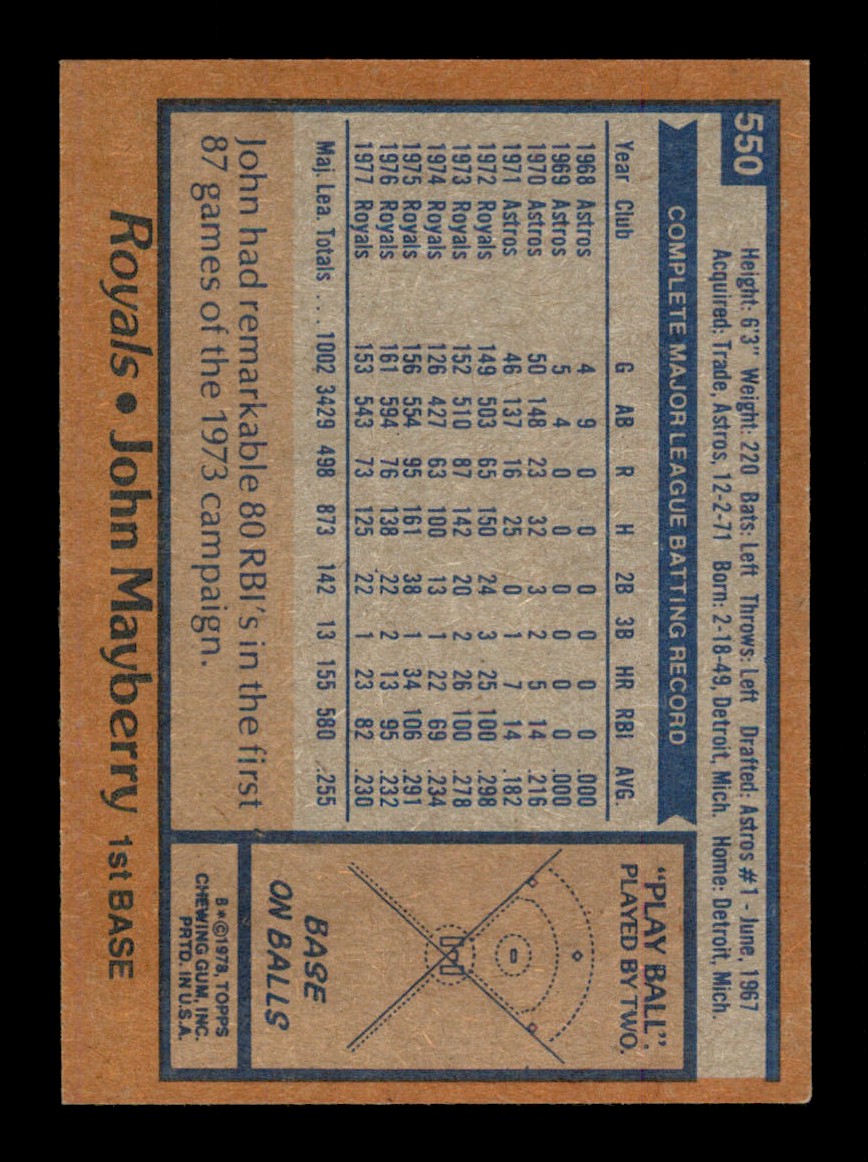 550
Height: 6'3" Weight: 220 Bats: Left Throws: Left Drafted: Astros #1 - June, 1967
Acquired: Trade, Astros, 12-2-71 Born: 2-18-49, Detroit, Mich. Home: Detroit, Mich.
COMPLETE MAJOR LEAGUE BATTING RECORD
Year Club G AB R H 2B 3B HR RBI AVG
1968 Astros 4 9 0 0 0 0 0 0 .000
1969 Astros 5 4 0 0 0 0 0 0 .000
1970 Astros 50 148 23 32 3 2 5 14 .216
1971 Astros 46 137 16 25 0 1 7 14 .182
1972 Royals 149 503 65 150 24 3 25 100 .298
1973 Royals 152 510 87 142 20 2 26 100 .278
1974 Royals 126 427 63 100 13 1 22 69 .234
1975 Royals 156 554 95 161 38 1 34 106 .291
1976 Royals 161 594 76 138 22 2 13 95 .232
1977 Royals 153 543 73 125 22 1 23 82 .230
Maj. Lea. Totals . . . 1002 3429 498 873 142 13 155 580 .255
John had remarkable 80 RBI's in the first
87 games of the 1973 campaign.
"PLAY BALL":
PLAYED BY TWO.
BASE
ON BALLS
B*©1978, TOPPS
CHEWING GUM, INC.
PRTD. IN U.S.A.
Royals • John Mayberry 1st BASE